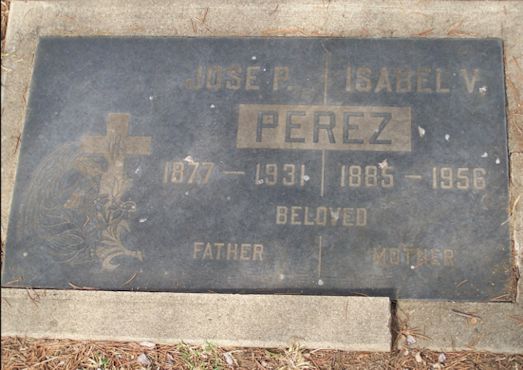 JOSE P. ISABEL V.
PEREZ
1877 — 1931 1885 — 1956
BELOVED
FATHER MOTHER